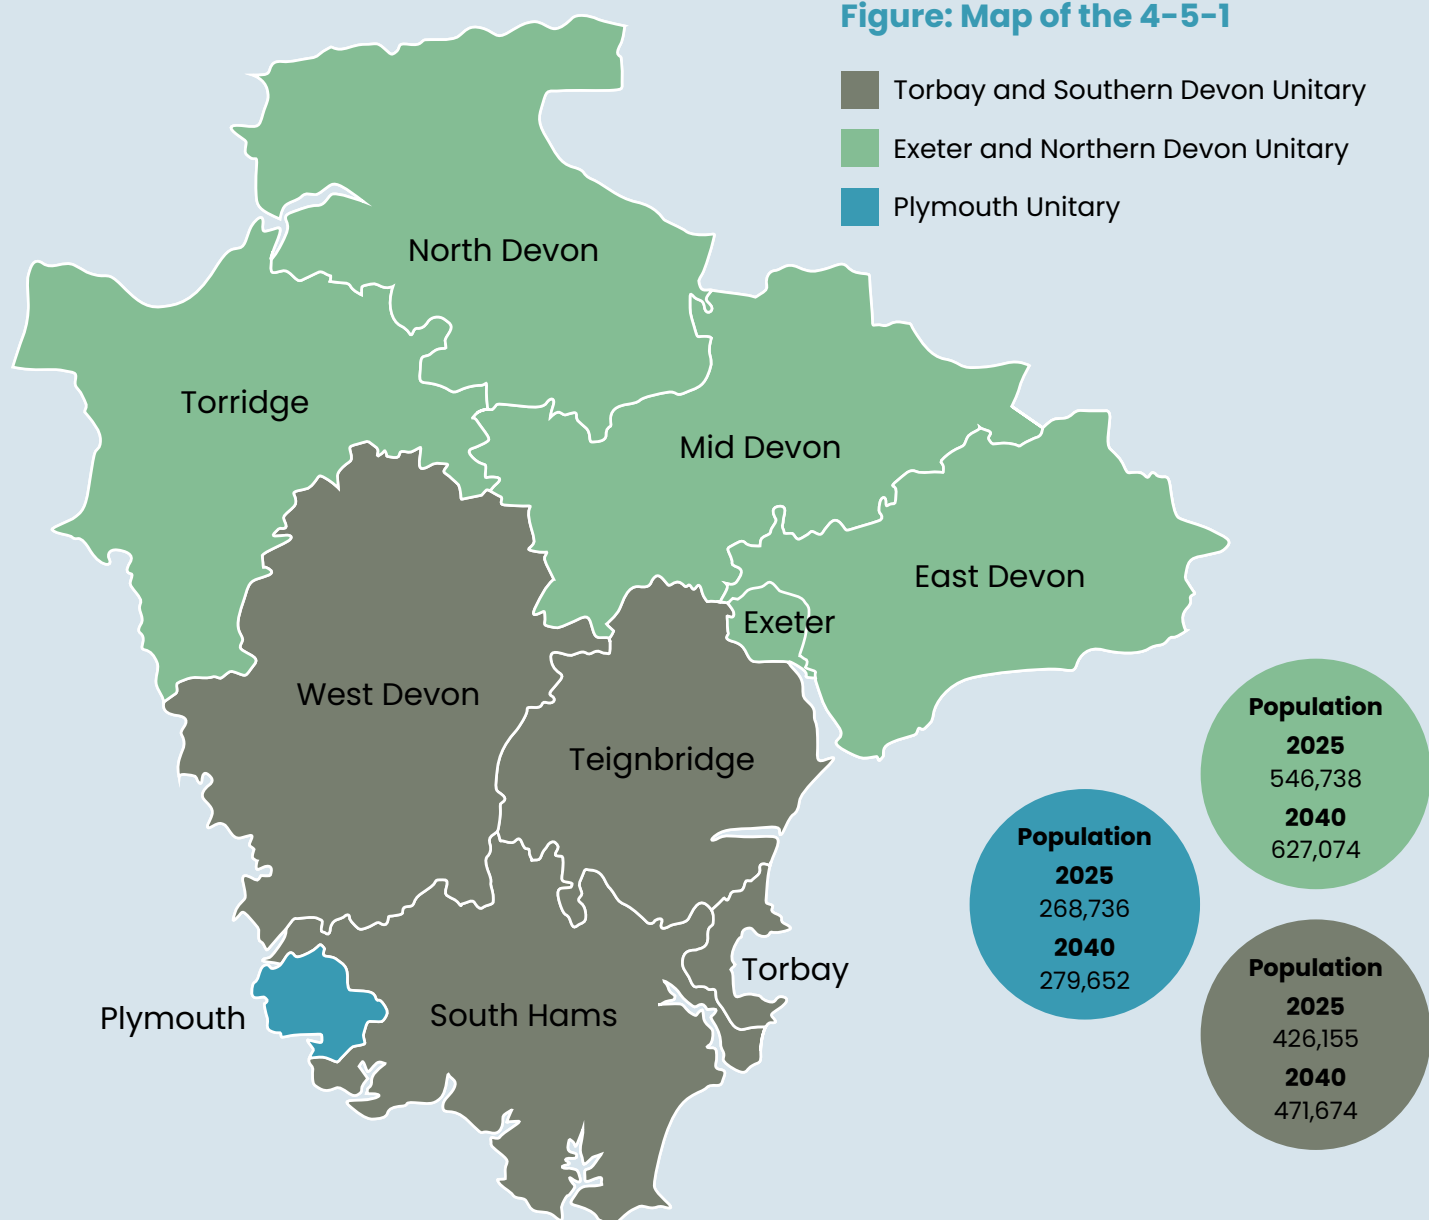 Figure: Map of the 4-5-1
Torbay and Southern Devon Unitary
Exeter and Northern Devon Unitary
Plymouth Unitary
North Devon
Torridge
Mid Devon
East Devon
Exeter
West Devon
Teignbridge
Torbay
South Hams
Plymouth
Population
2025
546,738
2040
627,074
Population
2025
268,736
2040
279,652
Population
2025
426,155
2040
471,674